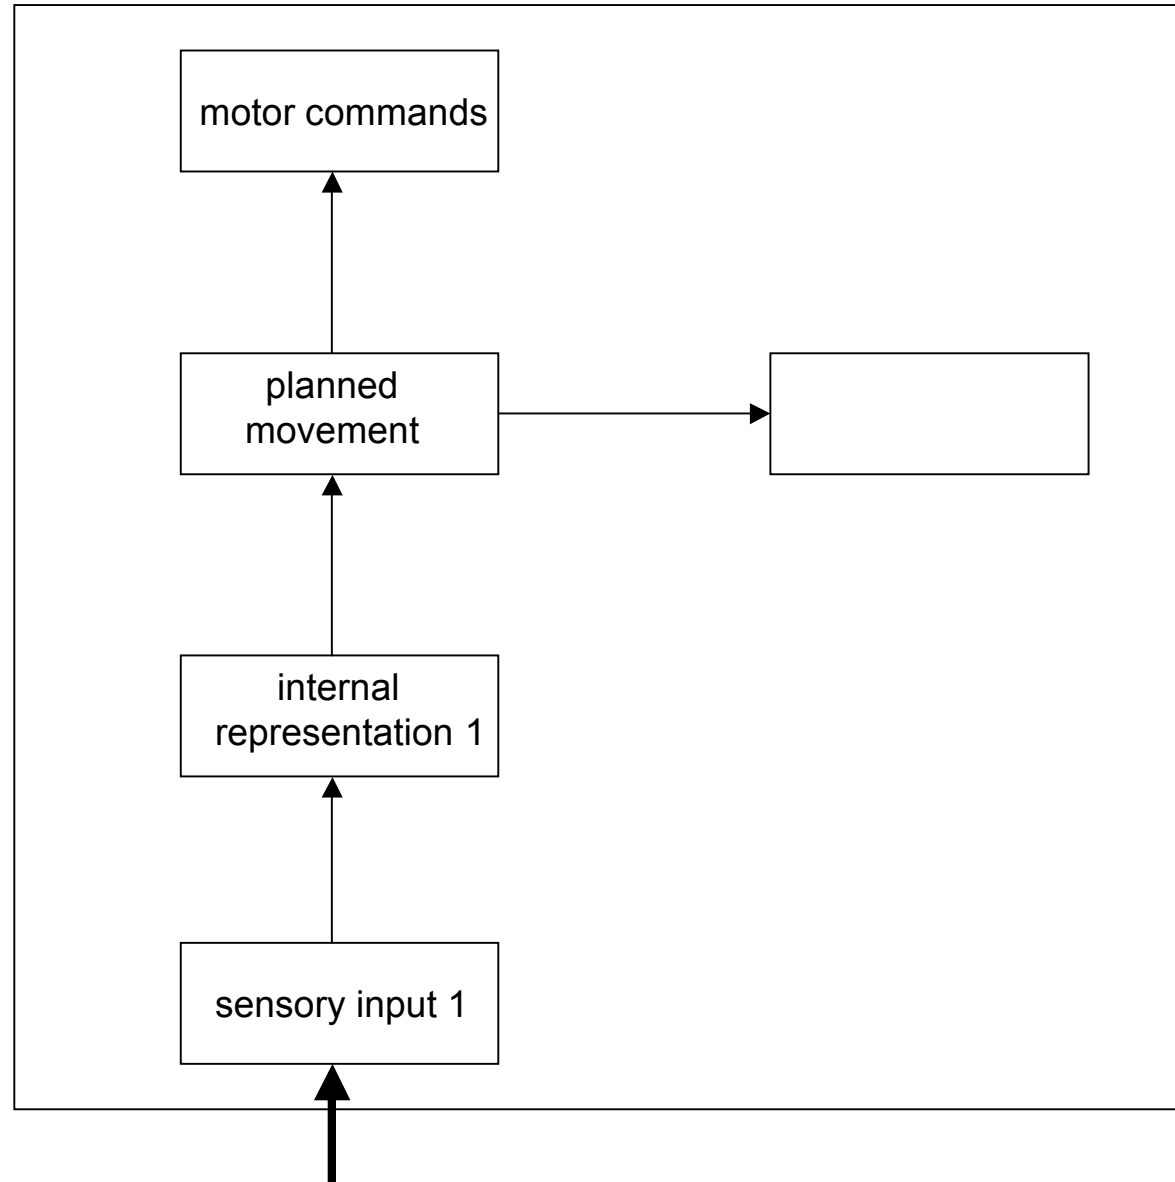 motor commands
planned
movement
internal
representation 1
sensory input 1